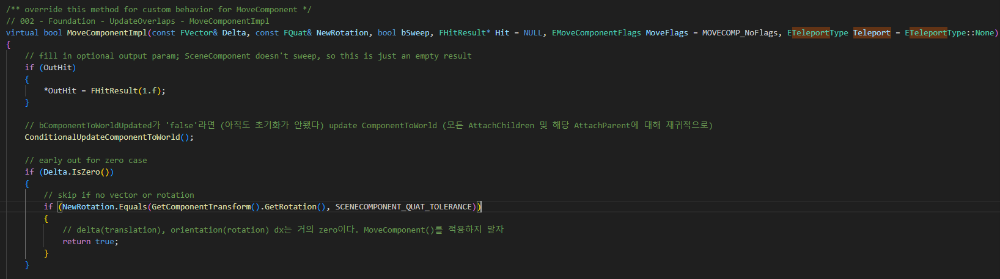 /** override this method for custom behavior for MoveComponent */
// 002 - Foundation - UpdateOverlaps - MoveComponentImpl
virtual bool MoveComponentImpl(const FVector& Delta, const FQuat& NewRotation, bool bSweep, FHitResult* Hit = NULL, EMoveComponentFlags MoveFlags = MOVECOMP_NoFlags, ETeleportType Teleport = ETeleportType::None)
{
// fill in optional output param; SceneComponent doesn't sweep, so this is just an empty result
if (OutHit)
{
*OutHit = FHitResult(1.f);
}
// bComponentToWorldUpdated가 'false'라면 (아직도 초기화가 안됐다) update ComponentToWorld (모든 AttachChildren 및 해당 AttachParent에 대해 재귀적으로)
ConditionalUpdateComponentToWorld();
// early out for zero case
if (Delta.IsZero())
{
// skip if no vector or rotation
if (NewRotation.Equals(GetComponentTransform().GetRotation(), SCENECOMPONENT_QUAT_TOLERANCE))
{
// delta(translation), orientation(rotation) dx는 거의 zero이다. MoveComponent()를 적용하지 말자
return true;
}
}